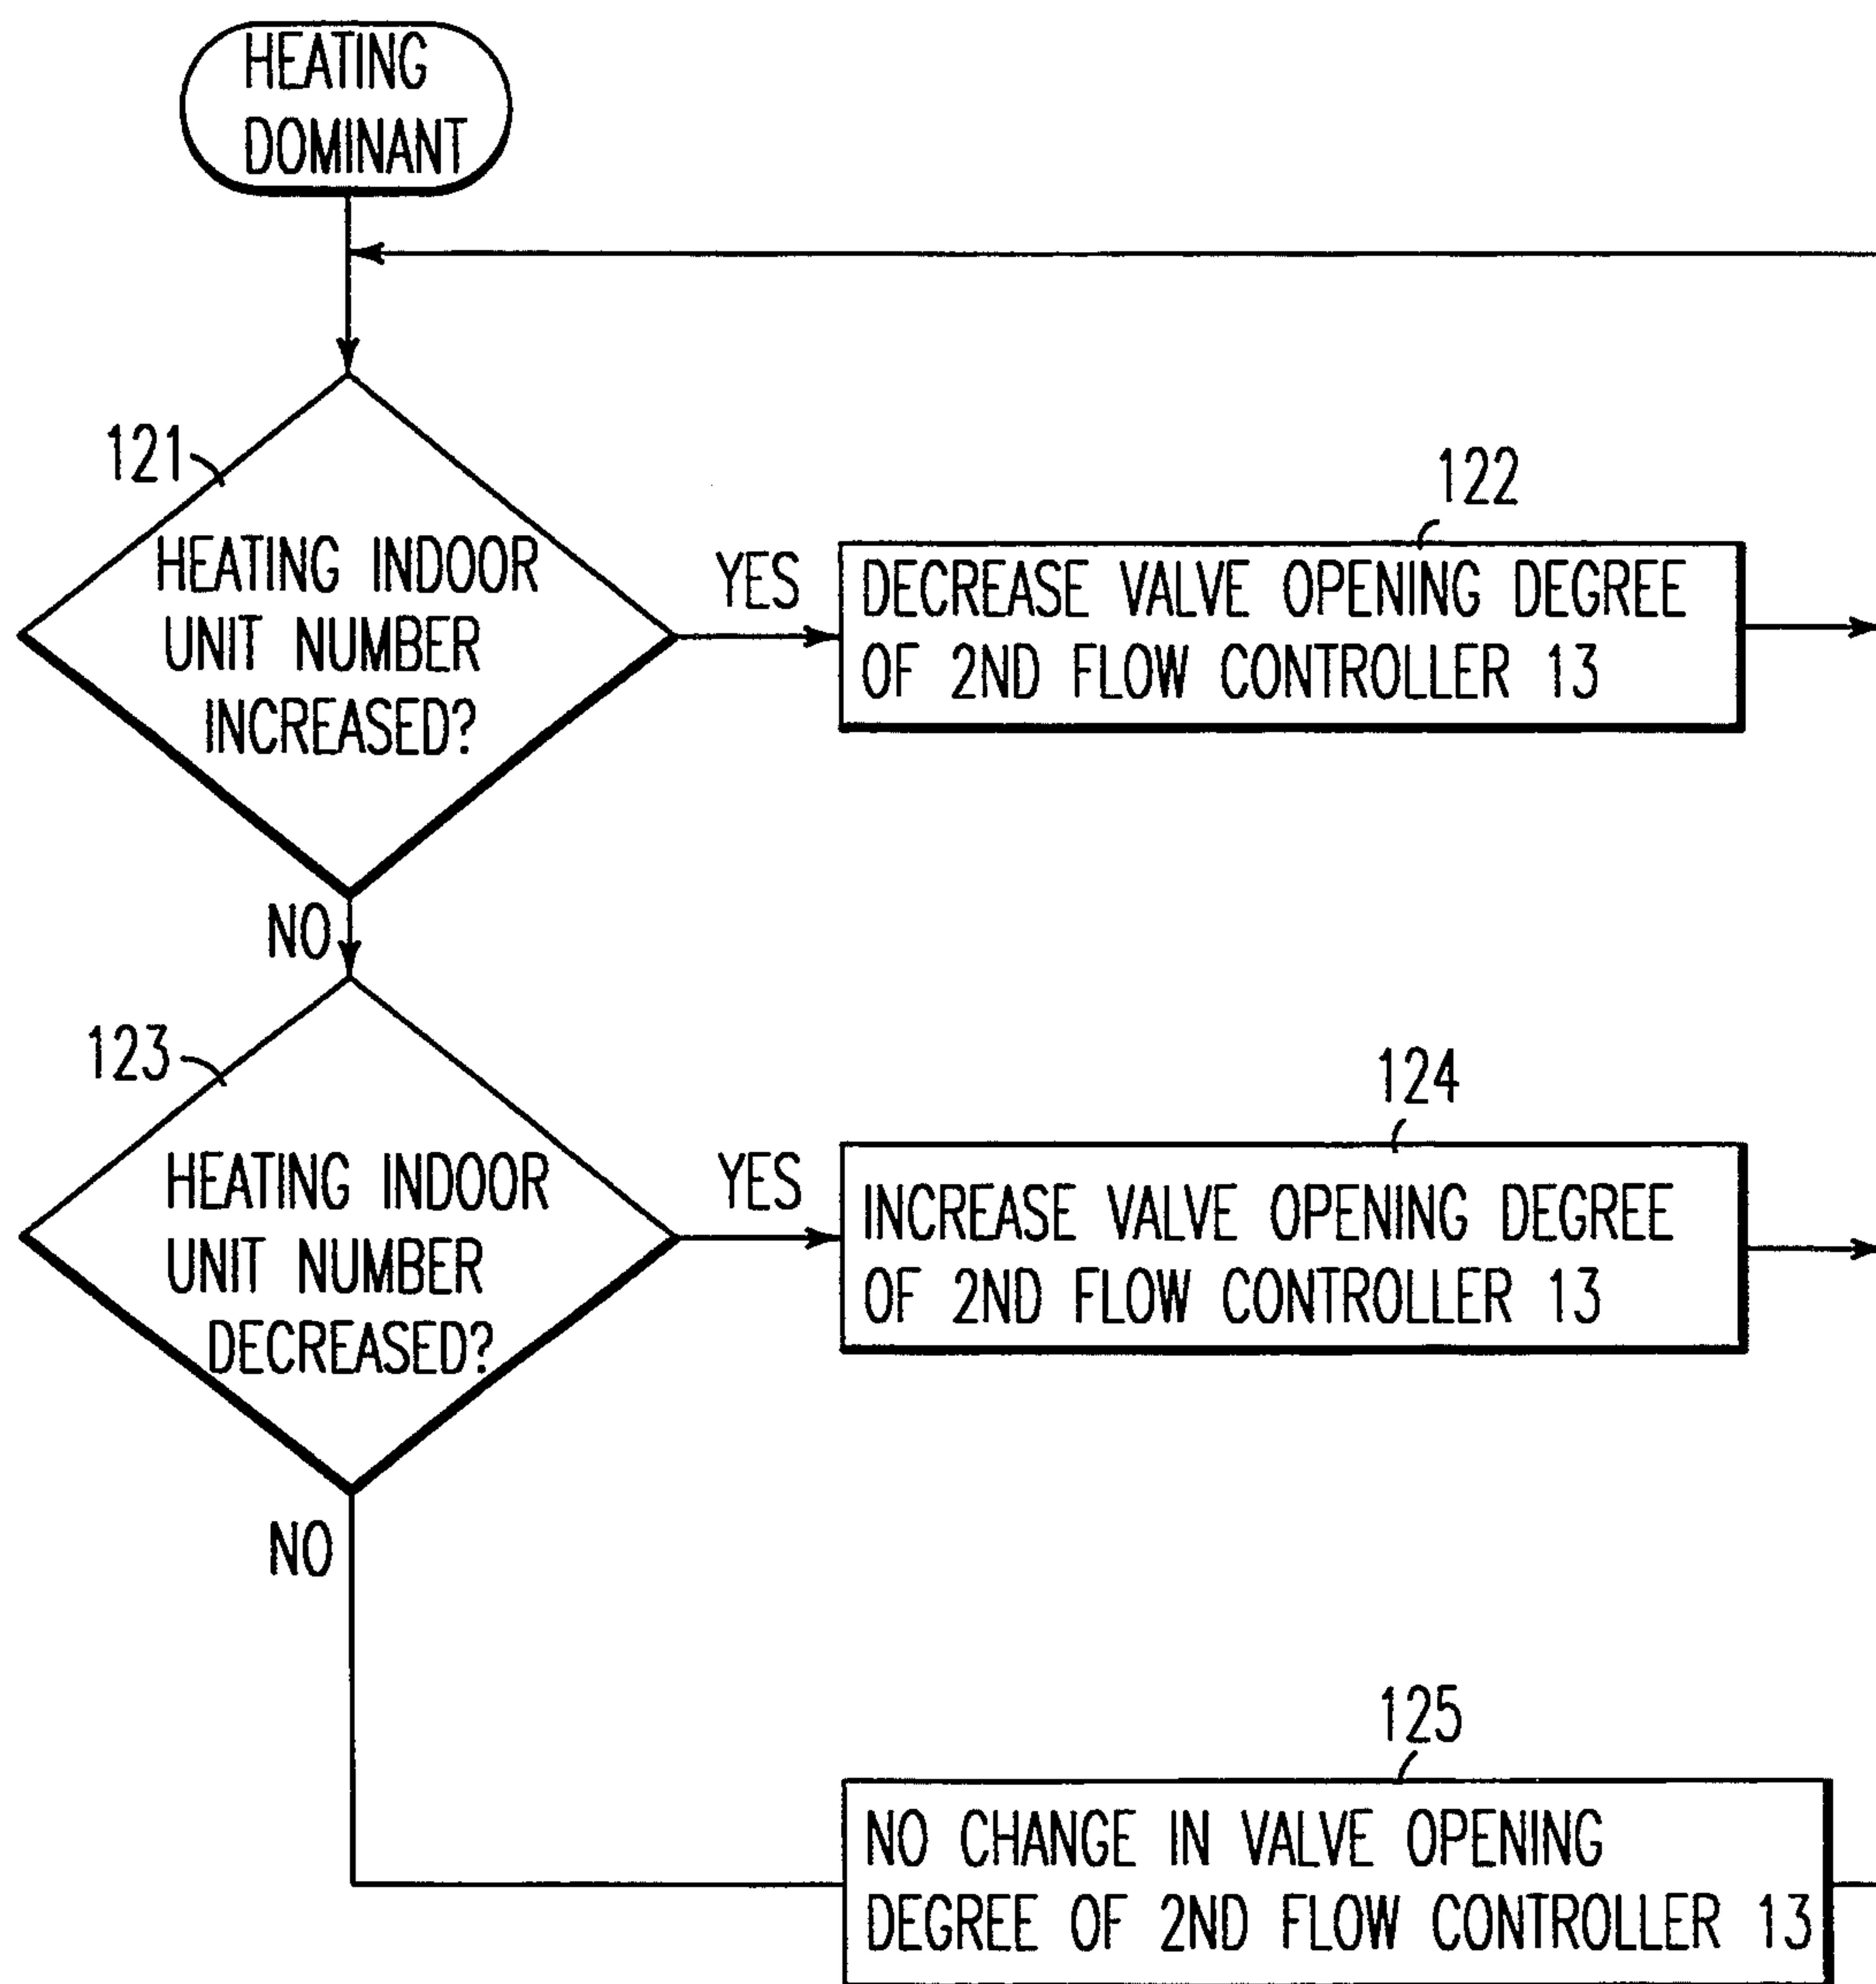 HEATING
DOMINANT
121
HEATING INDOOR
UNIT NUMBER
INCREASED?
YES
122
DECREASE VALVE OPENING DEGREE
OF 2ND FLOW CONTROLLER 13
NO
123
HEATING INDOOR
UNIT NUMBER
DECREASED?
YES
124
INCREASE VALVE OPENING DEGREE
OF 2ND FLOW CONTROLLER 13
NO
125
NO CHANGE IN VALVE OPENING
DEGREE OF 2ND FLOW CONTROLLER 13